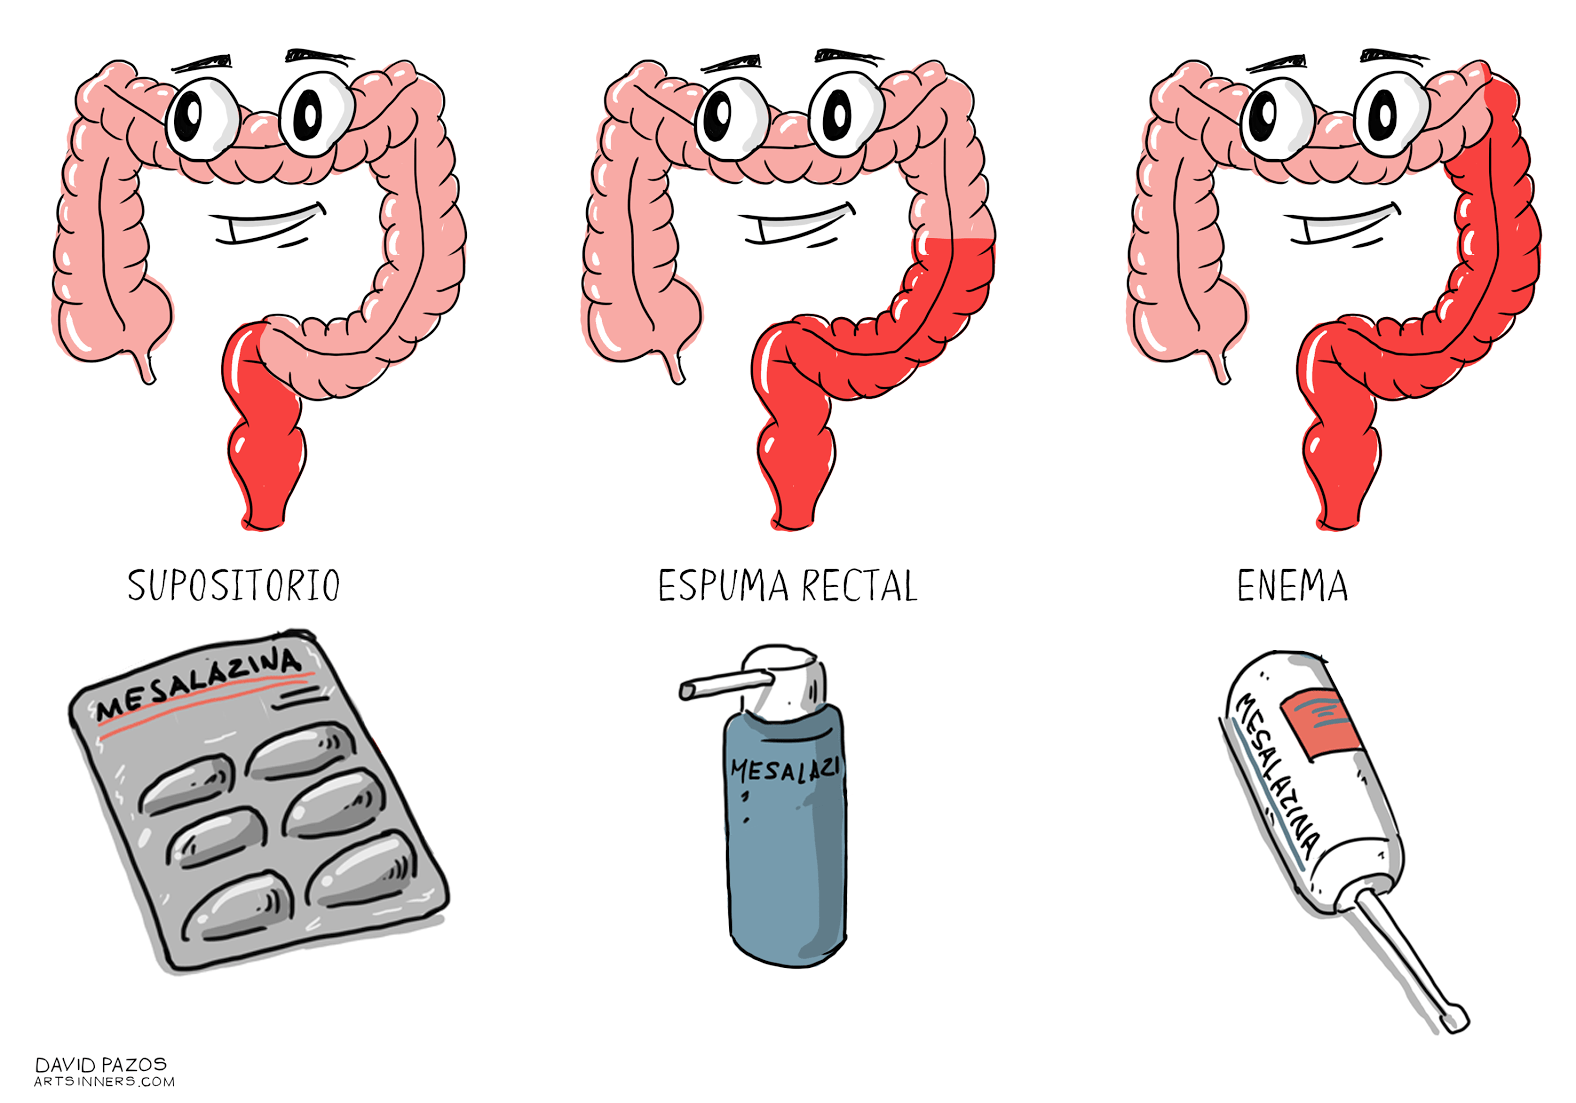 SUPOSITORIO
ESPUMA RECTAL
ENEMA
MESALAZINA
MESALAZI
MESALAZINA
DAVID PAZOS
ARTSINNERS.COM